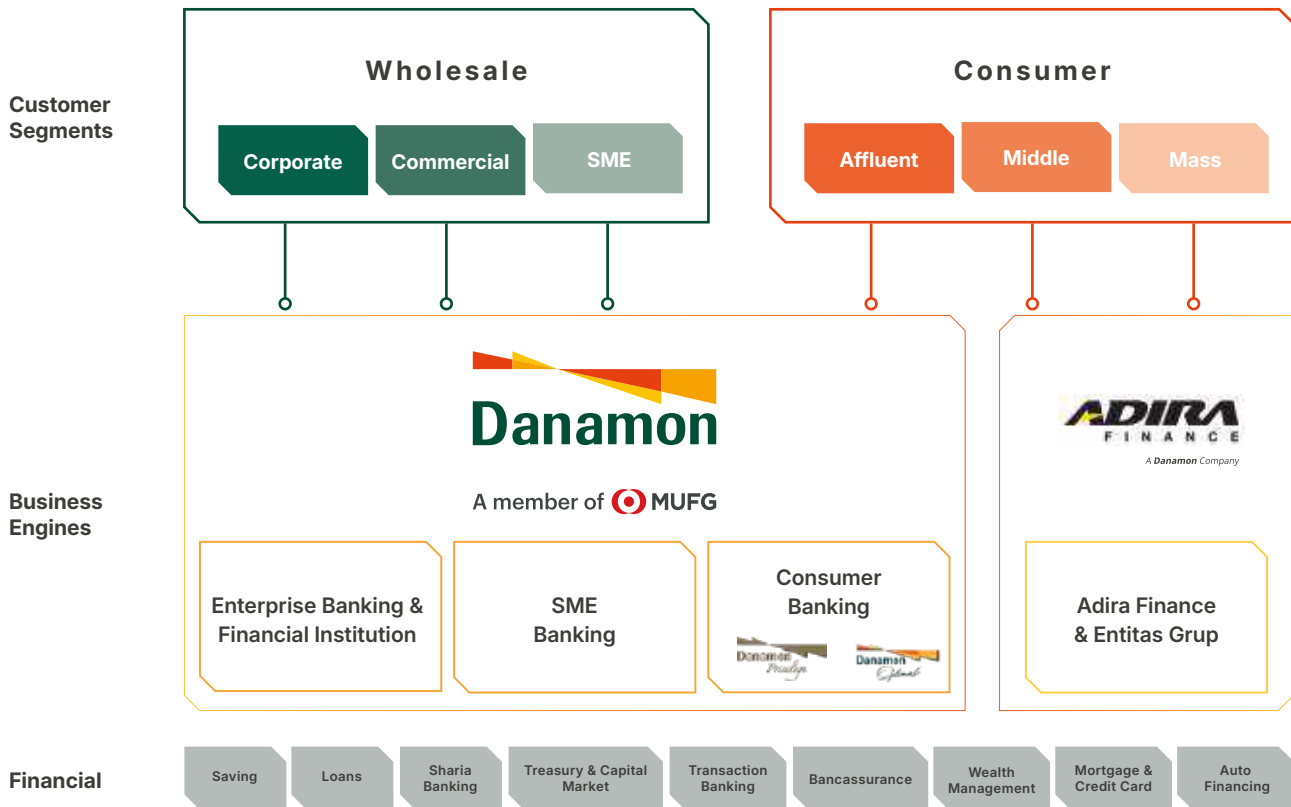 Customer
Segments
Wholesale
Corporate
Commercial
SME
Consumer
Affluent
Middle
Mass
Business
Engines
Danamon
A member of MUFG
Enterprise Banking &
Financial Institution
SME
Banking
Consumer
Banking
Danamon
Privilege
Danamon
Optimal
ADIRA
FINANCE
A Danamon Company
Adira Finance
& Entitas Grup
Financial
Saving
Loans
Sharia
Banking
Treasury & Capital
Market
Transaction
Banking
Bancassurance
Wealth
Management
Mortgage &
Credit Card
Auto
Financing